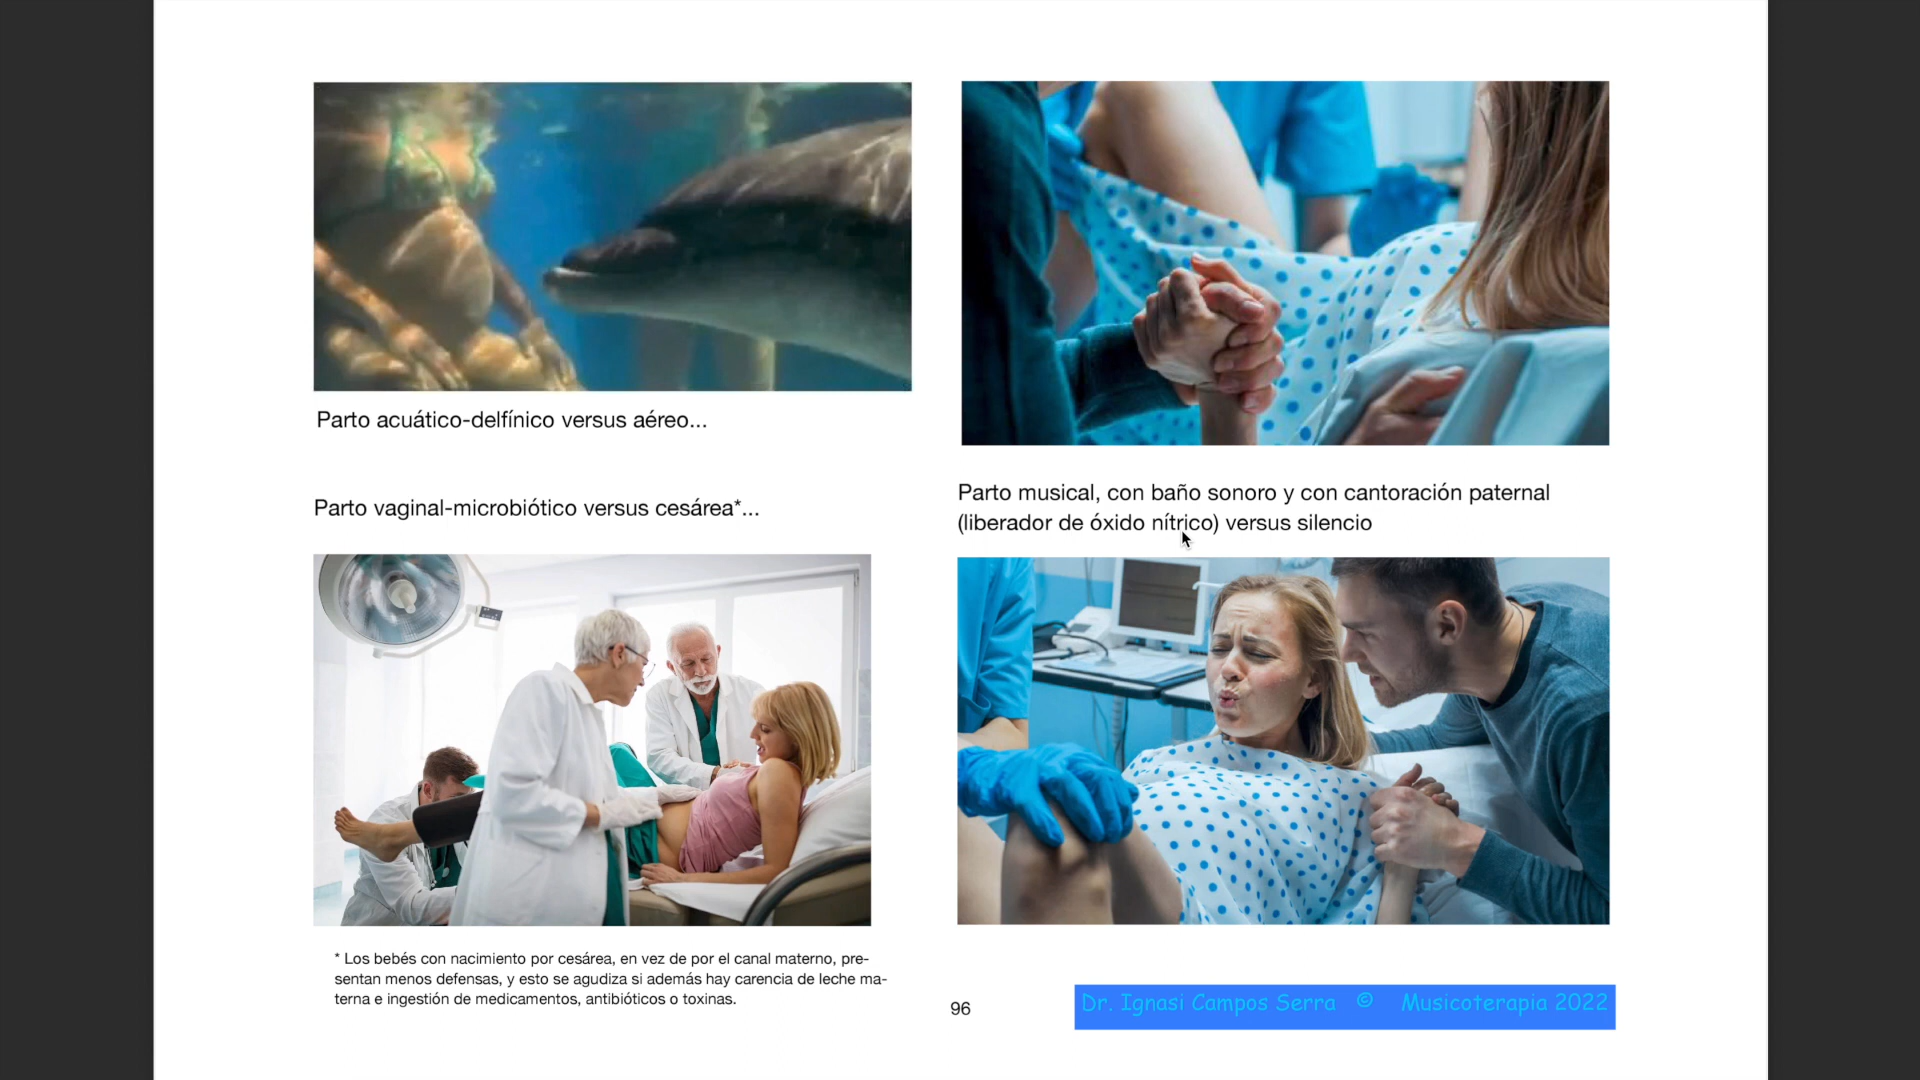 Parto acuático-delfínico versus aéreo...
Parto vaginal-microbiótico versus cesárea*...
* Los bebés con nacimiento por cesárea, en vez de por el canal materno, pre-
sentan menos defensas, y esto se agudiza si además hay carencia de leche ma-
terna e ingestión de medicamentos, antibióticos o toxinas.
Parto musical, con baño sonoro y con cantoración paternal
(liberador de óxido nítrico) versus silencio
96
Dr. Ignasi Campos Serra © Musicoterapia 2022